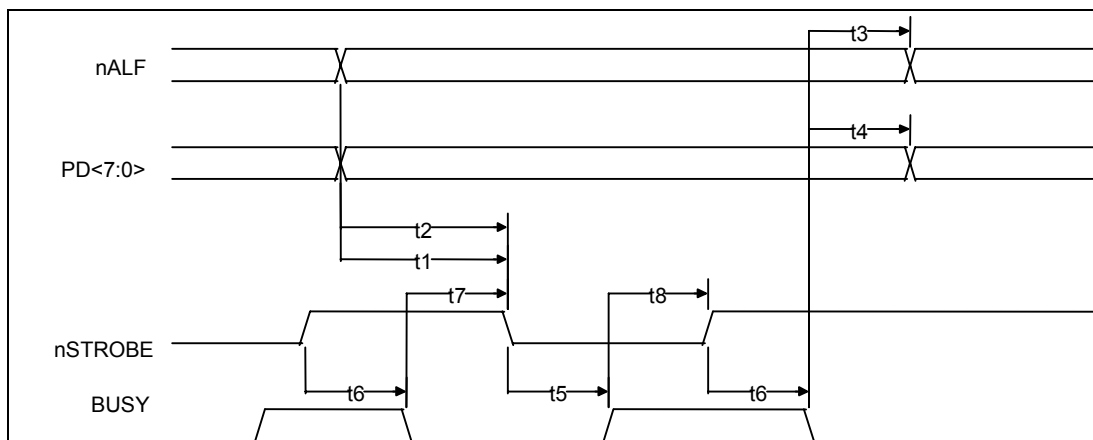 t3
nALF
t4
PD<7:0>
t2
t1
t7 t8
nSTROBE
t6 t5 t6
BUSY